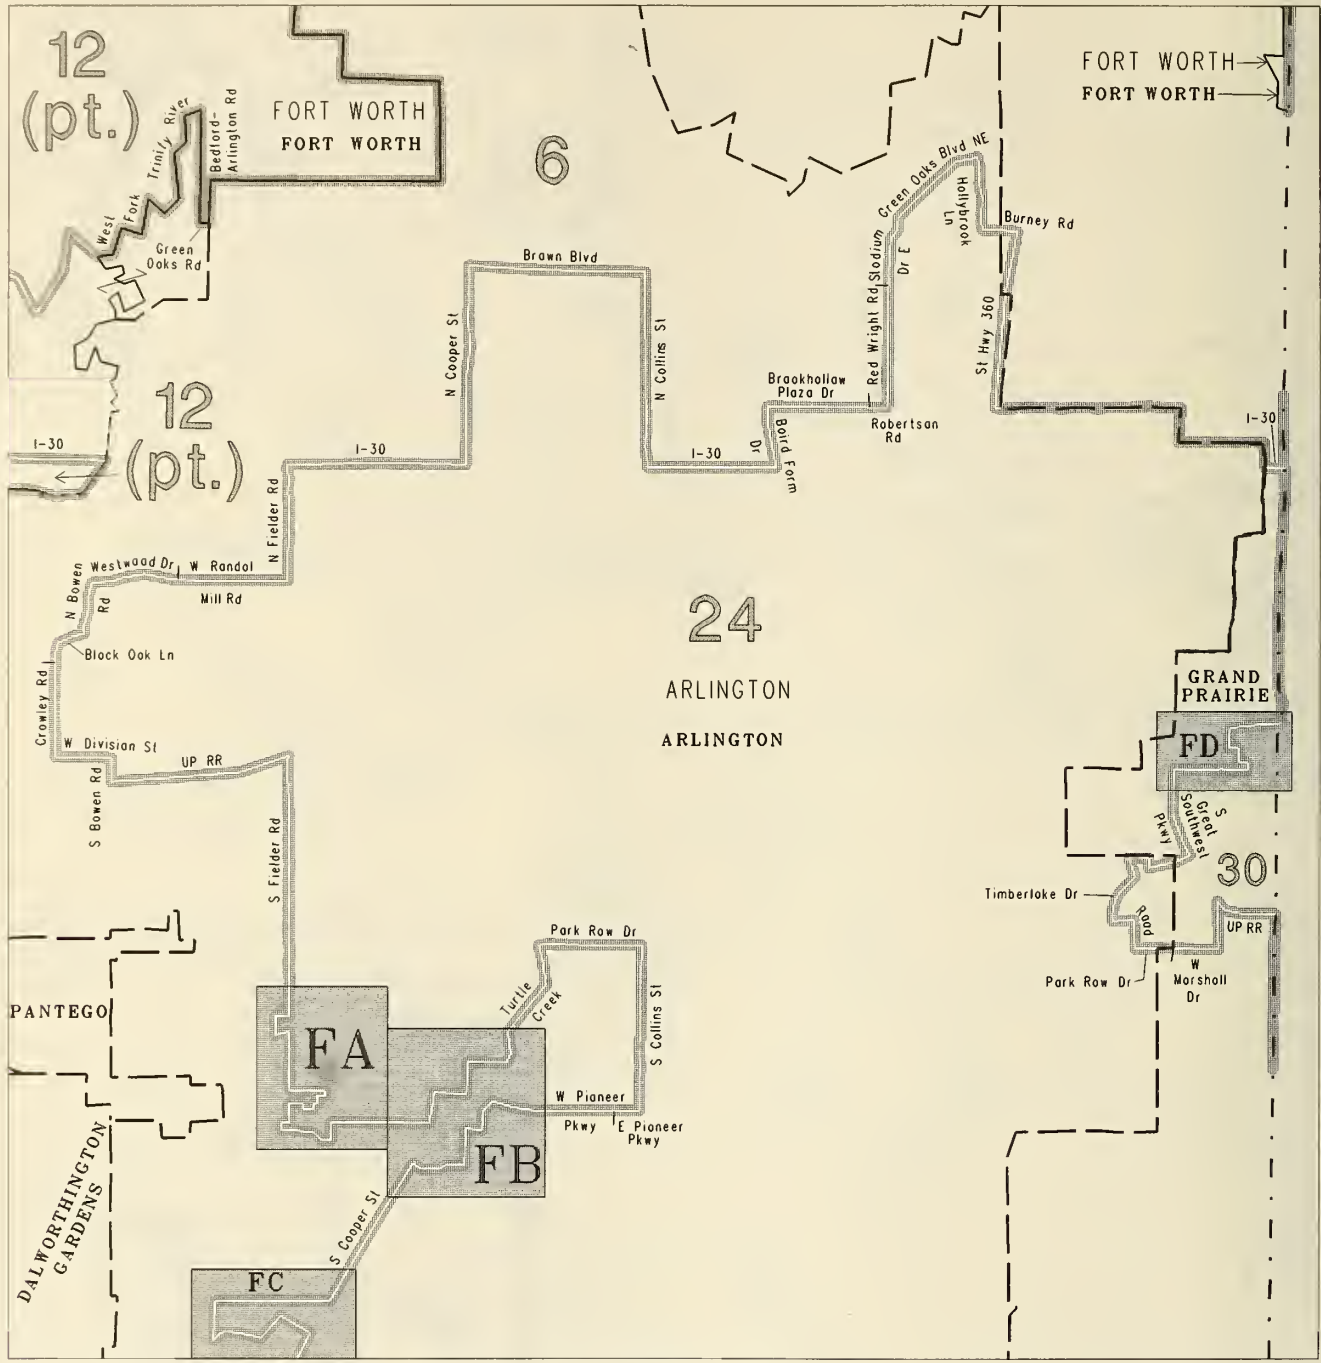 12
(pt.)
West
Fork
Trinity River
Bedford-
Arlington Rd
FORT WORTH
FORT WORTH
6
FORT WORTH
FORT WORTH
Green
Oaks Rd
Green Oaks Blvd NE
Hollybrook
Ln
Burney Rd
Brown Blvd
Stadium
Dr E
Red Wright Rd
St Hwy 360
N Cooper St
N Collins St
Brookhollow
Plaza Dr
Robertson
Rd
12
(pt.)
I-30
I-30
I-30
Baird Farm
Dr
I-30
N Fielder Rd
Westwood Dr
W Randol
Mill Rd
N Bowen
Rd
Black Oak Ln
24
ARLINGTON
ARLINGTON
GRAND
PRAIRIE
Crowley Rd
W Division St
UP RR
S Bowen Rd
S Fielder Rd
FD
S
Great
Southwest
Pkwy
30
Timberlake Dr
Road
UP RR
Park Row Dr
W
Marshall
Dr
Park Row Dr
Turtle
Creek
S Collins St
PANTEGO
FA
FB
W Pioneer
Pkwy
E Pioneer
Pkwy
DALWORTHINGTON
GARDENS
S Cooper St
FC